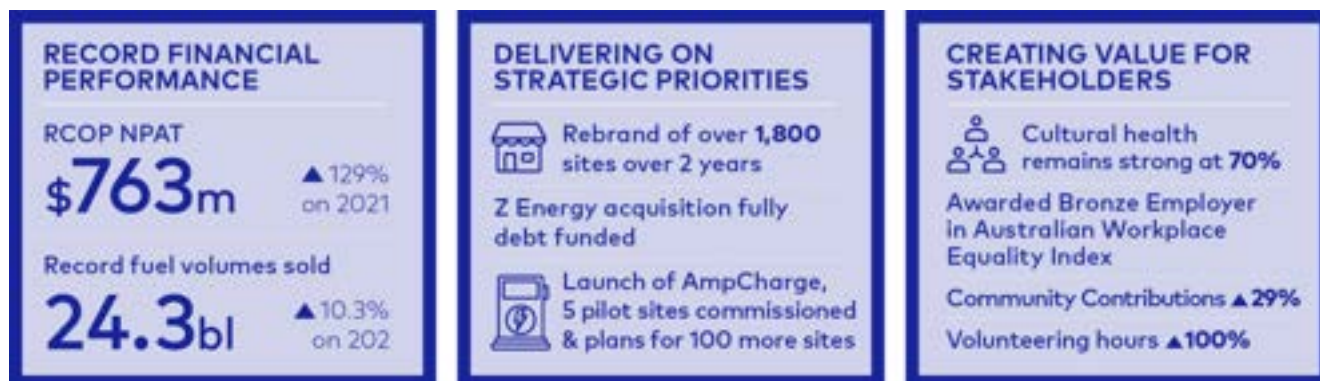 RECORD FINANCIAL
PERFORMANCE
RCOP NPAT
$763m
▲129%
on 2021
Record fuel volumes sold
24.3bl
▲10.3%
on 202
DELIVERING ON
STRATEGIC PRIORITIES
Rebrand of over 1,800
sites over 2 years
Z Energy acquisition fully
debt funded
Launch of AmpCharge,
5 pilot sites commissioned
& plans for 100 more sites
CREATING VALUE FOR
STAKEHOLDERS
Cultural health
remains strong at 70%
Awarded Bronze Employer
in Australian Workplace
Equality Index
Community Contributions ▲29%
Volunteering hours ▲100%